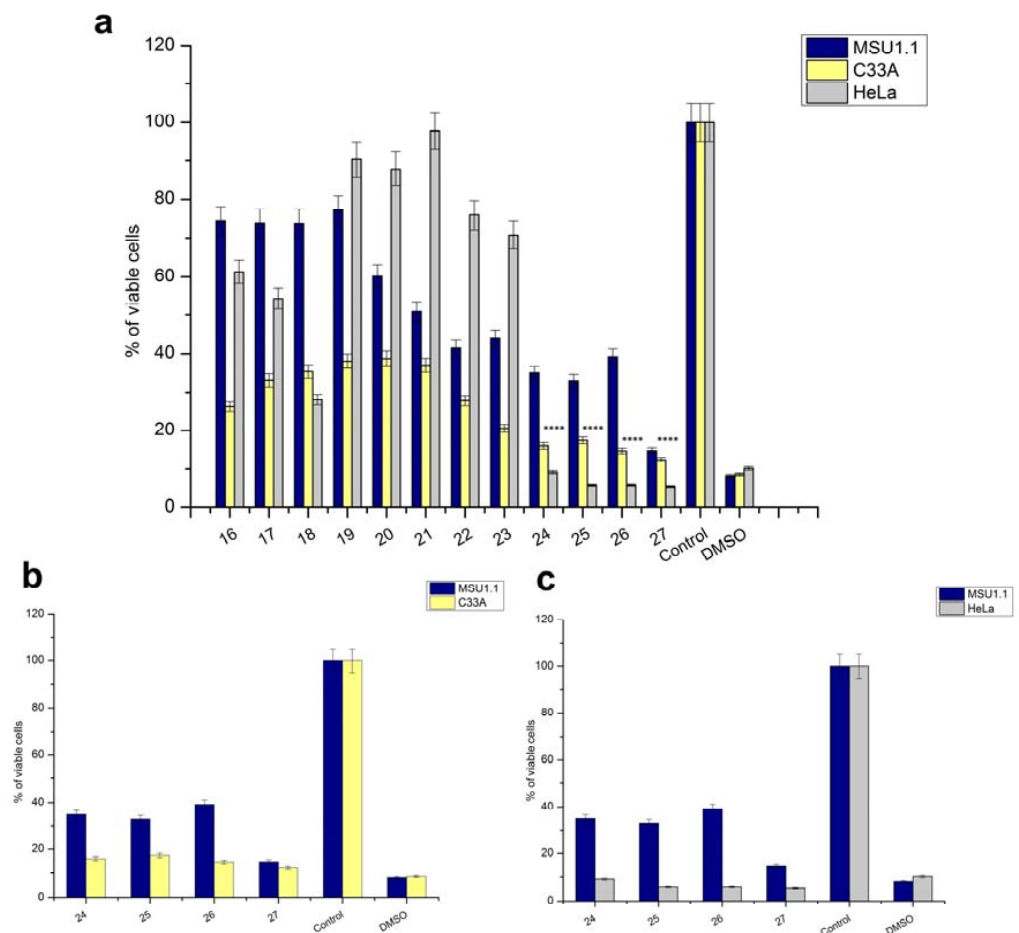 a
MSU1.1
C33A
HeLa
120
100
80
60
40
20
0
% of viable cells
****
****
****
****
16
17
18
19
20
21
22
23
24
25
26
27
Control
DMSO
b
MSU1.1
C33A
120
100
80
60
40
20
0
% of viable cells
24
25
26
27
Control
DMSO
c
MSU1.1
HeLa
120
100
80
60
40
20
0
% of viable cells
24
25
26
27
Control
DMSO